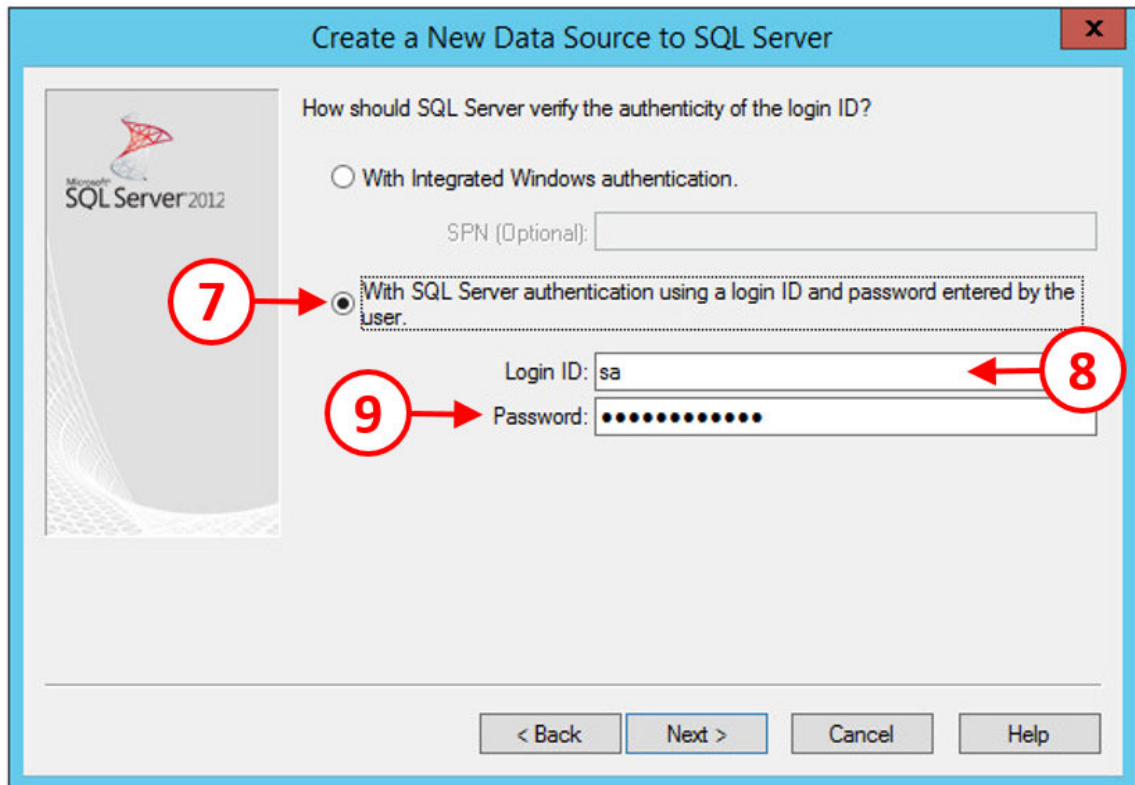 Create a New Data Source to SQL Server
x
How should SQL Server verify the authenticity of the login ID?
Microsoft®
SQL Server® 2012
With Integrated Windows authentication.
SPN (Optional):
7
With SQL Server authentication using a login ID and password entered by the
user.
Login ID: sa
8
9
Password: ••••••••••••
< Back Next > Cancel Help